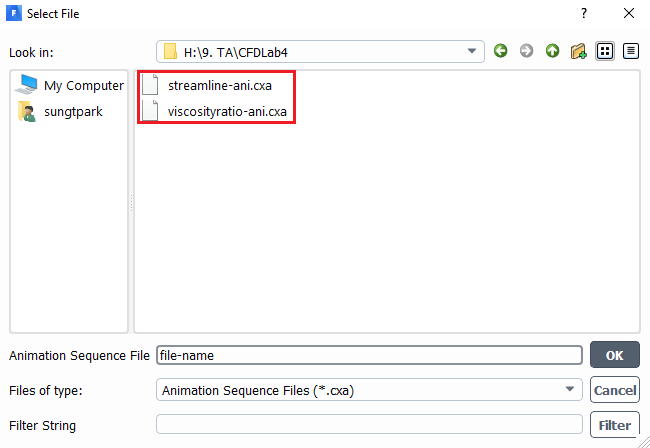 F Select File ? ×
Look in: H:\9. TA\CFDLab4
My Computer
sungtpark
streamline-ani.cxa
viscosityratio-ani.cxa
Animation Sequence File file-name OK
Files of type: Animation Sequence Files (*.cxa) Cancel
Filter String Filter